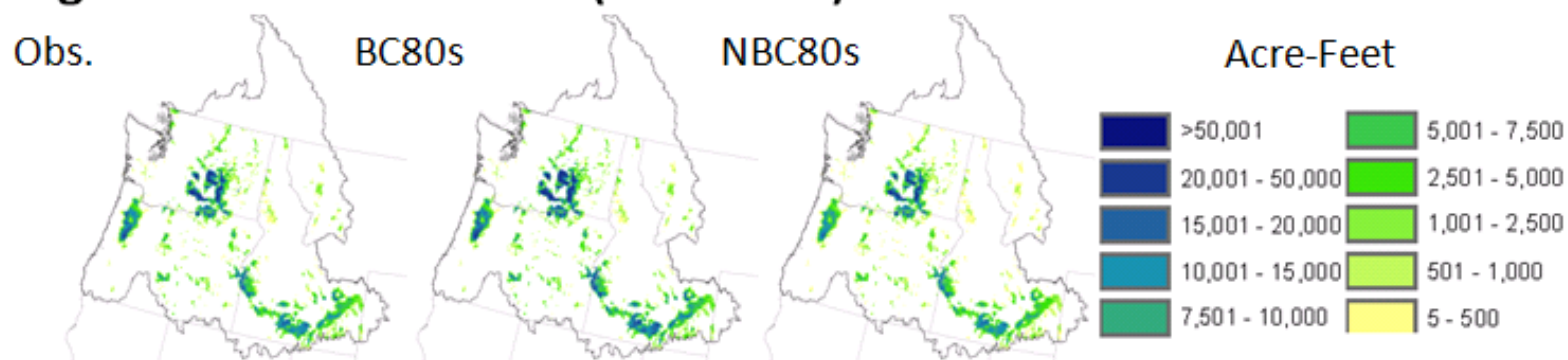 Obs.
BC80s
NBC80s
Acre-Feet
>50,001
20,001 - 50,000
15,001 - 20,000
10,001 - 15,000
7,501 - 10,000
5,001 - 7,500
2,501 - 5,000
1,001 - 2,500
501 - 1,000
5 - 500